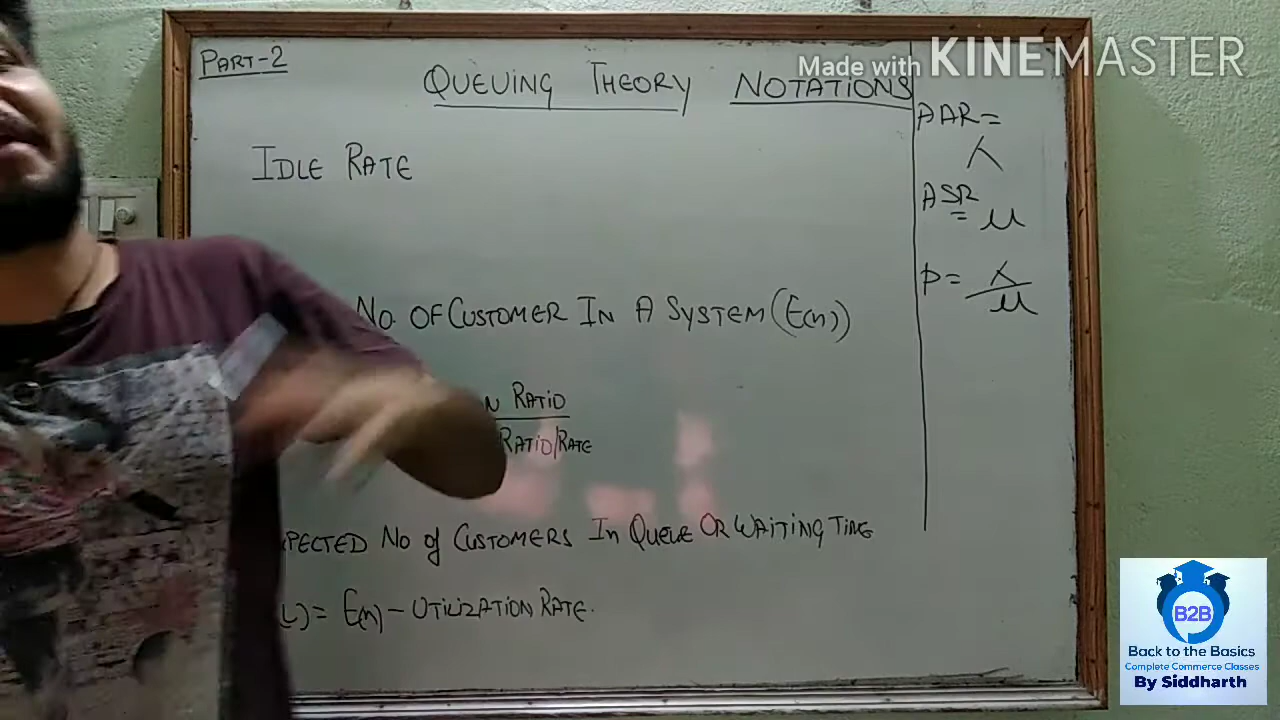 PART-2
QUEUING THEORY NOTATIONS
Made with KINEMASTER
IDLE RATE
No. OF CUSTOMER IN A SYSTEM (E(n))
N RATIO
RATIO/RATE
PECTED No of CUSTOMERS In QUEUE OR WAITING TIME
L) = E(n) - UTILIZATION RATE.
AAR =
λ
ASR
= μ
P = λ
μ
B2B
Back to the Basics
Complete Commerce Classes
By Siddharth